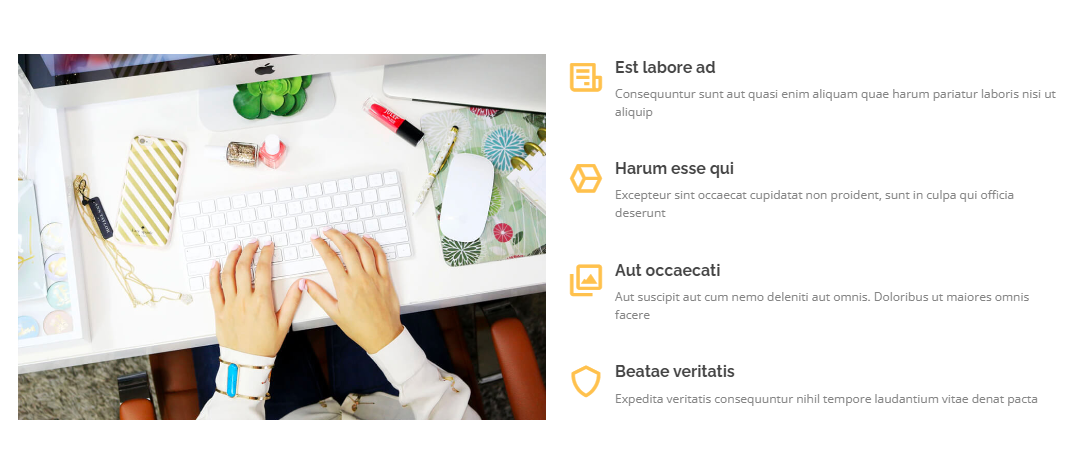 Est labore ad
Consequuntur sunt aut quasi enim aliquam quae harum pariatur laboris nisi ut
aliquip
Harum esse qui
Excepteur sint occaecat cupidatat non proident, sunt in culpa qui officia
deserunt
Aut occaecati
Aut suscipit aut cum nemo deleniti aut omnis. Doloribus ut maiores omnis
facere
Beatae veritatis
Expedita veritatis consequuntur nihil tempore laudantium vitae denat pacta